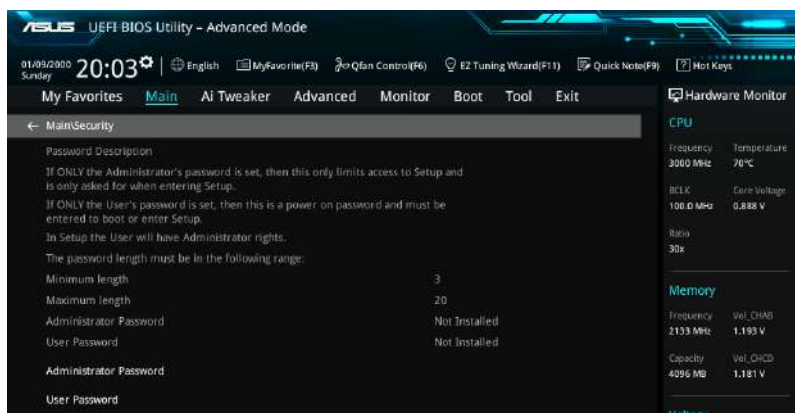 ASUS UEFI BIOS Utility – Advanced Mode
01/09/2000 Sunday 20:03 English MyFavorite(F3) Qfan Control(F6) EZ Tuning Wizard(F11) Quick Note(F9) Hot Keys
My Favorites Main Ai Tweaker Advanced Monitor Boot Tool Exit
Hardware Monitor
← Main\Security
Password Description
If ONLY the Administrator's password is set, then this only limits access to Setup and
is only asked for when entering Setup.
If ONLY the User's password is set, then this is a power on password and must be
entered to boot or enter Setup.
In Setup the User will have Administrator rights.
The password length must be in the following range:
Minimum length 3
Maximum length 20
Administrator Password Not Installed
User Password Not Installed
Administrator Password
User Password
CPU
Frequency Temperature
3000 MHz 70°C
BCLK Core Voltage
100.0 MHz 0.888 V
Ratio
30x
Memory
Frequency Vol_CHAB
2133 MHz 1.193 V
Capacity Vol_CHCD
4096 MB 1.181 V